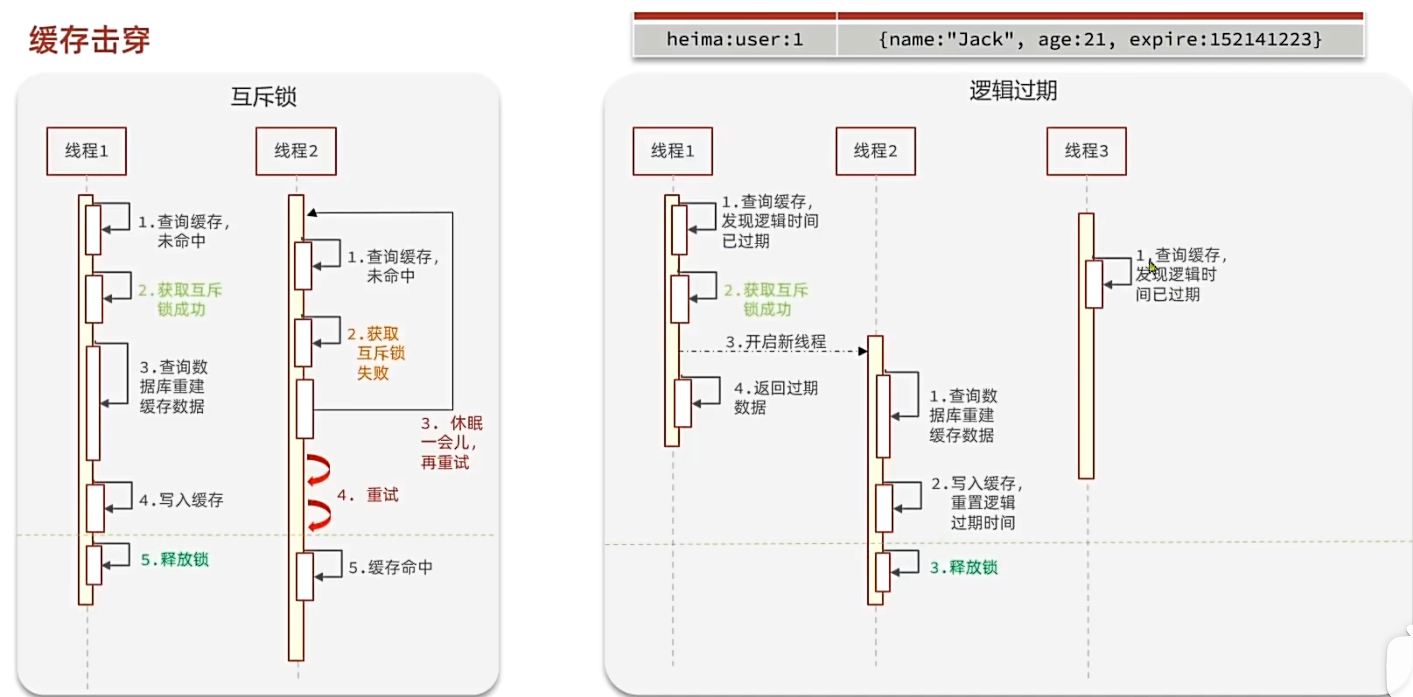 缓存击穿
heima:user:1
{name:"Jack", age:21, expire:152141223}
互斥锁
线程1
线程2
1.查询缓存,
未命中
2.获取互斥
锁成功
3.查询数
据库重建
缓存数据
4.写入缓存
5.释放锁
1.查询缓存,
未命中
2.获取
互斥锁
失败
3. 休眠
一会儿,
再重试
4. 重试
5.缓存命中
逻辑过期
线程1
线程2
线程3
1.查询缓存,
发现逻辑时间
已过期
2.获取互斥
锁成功
3.开启新线程
4.返回过期
数据
1.查询数
据库重建
缓存数据
2.写入缓存,
重置逻辑
过期时间
3.释放锁
1.查询缓存,
发现逻辑时
间已过期